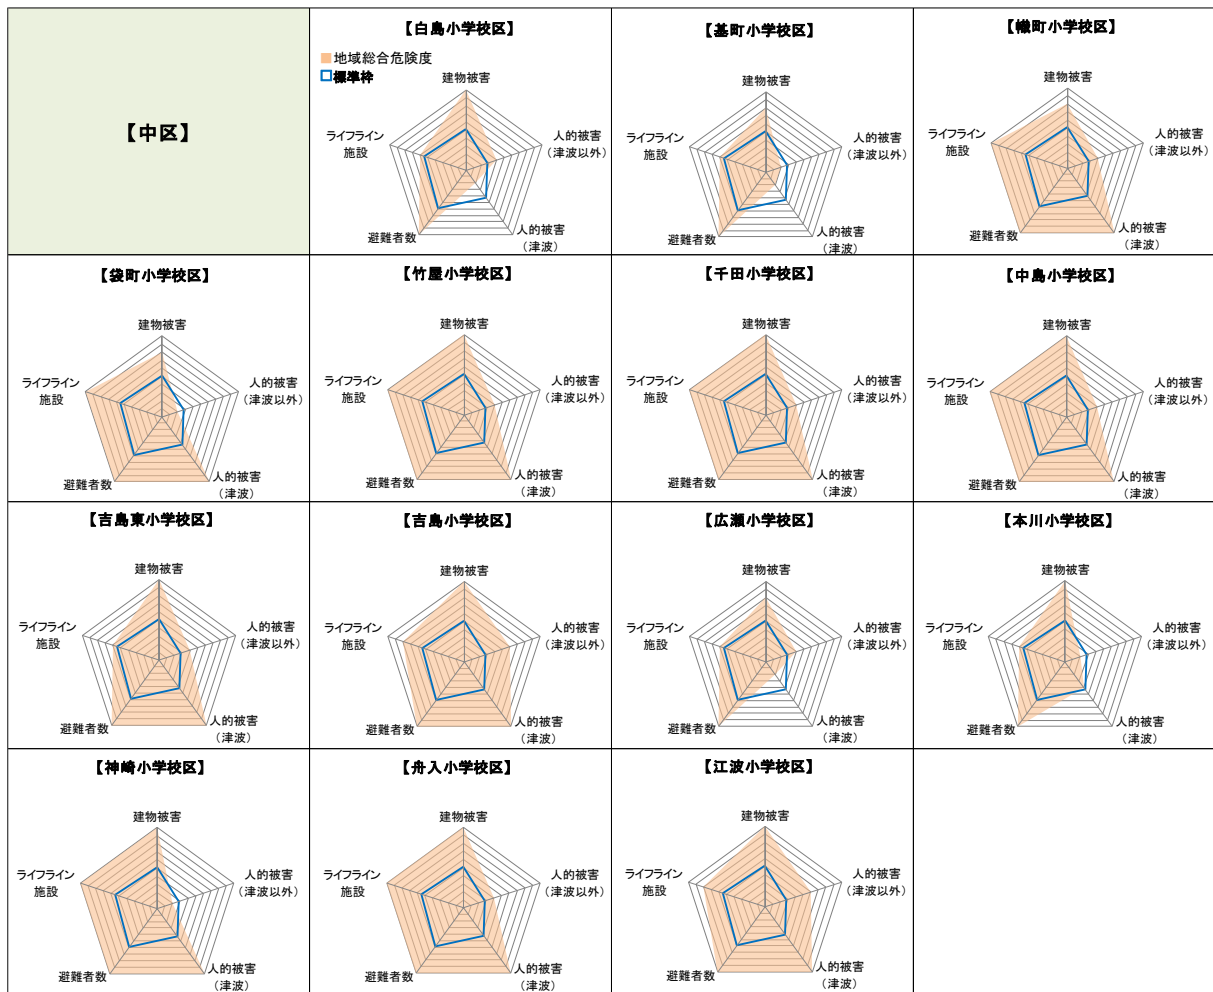 【中区】
【白島小学校区】
地域総合危険度
標準枠
建物被害
人的被害
（津波以外）
人的被害
（津波）
避難者数
ライフライン
施設
【基町小学校区】
建物被害
人的被害
（津波以外）
人的被害
（津波）
避難者数
ライフライン
施設
【幟町小学校区】
建物被害
人的被害
（津波以外）
人的被害
（津波）
避難者数
ライフライン
施設
【袋町小学校区】
建物被害
人的被害
（津波以外）
人的被害
（津波）
避難者数
ライフライン
施設
【竹屋小学校区】
建物被害
人的被害
（津波以外）
人的被害
（津波）
避難者数
ライフライン
施設
【千田小学校区】
建物被害
人的被害
（津波以外）
人的被害
（津波）
避難者数
ライフライン
施設
【中島小学校区】
建物被害
人的被害
（津波以外）
人的被害
（津波）
避難者数
ライフライン
施設
【吉島東小学校区】
建物被害
人的被害
（津波以外）
人的被害
（津波）
避難者数
ライフライン
施設
【吉島小学校区】
建物被害
人的被害
（津波以外）
人的被害
（津波）
避難者数
ライフライン
施設
【広瀬小学校区】
建物被害
人的被害
（津波以外）
人的被害
（津波）
避難者数
ライフライン
施設
【本川小学校区】
建物被害
人的被害
（津波以外）
人的被害
（津波）
避難者数
ライフライン
施設
【神崎小学校区】
建物被害
人的被害
（津波以外）
人的被害
（津波）
避難者数
ライフライン
施設
【舟入小学校区】
建物被害
人的被害
（津波以外）
人的被害
（津波）
避難者数
ライフライン
施設
【江波小学校区】
建物被害
人的被害
（津波以外）
人的被害
（津波）
避難者数
ライフライン
施設